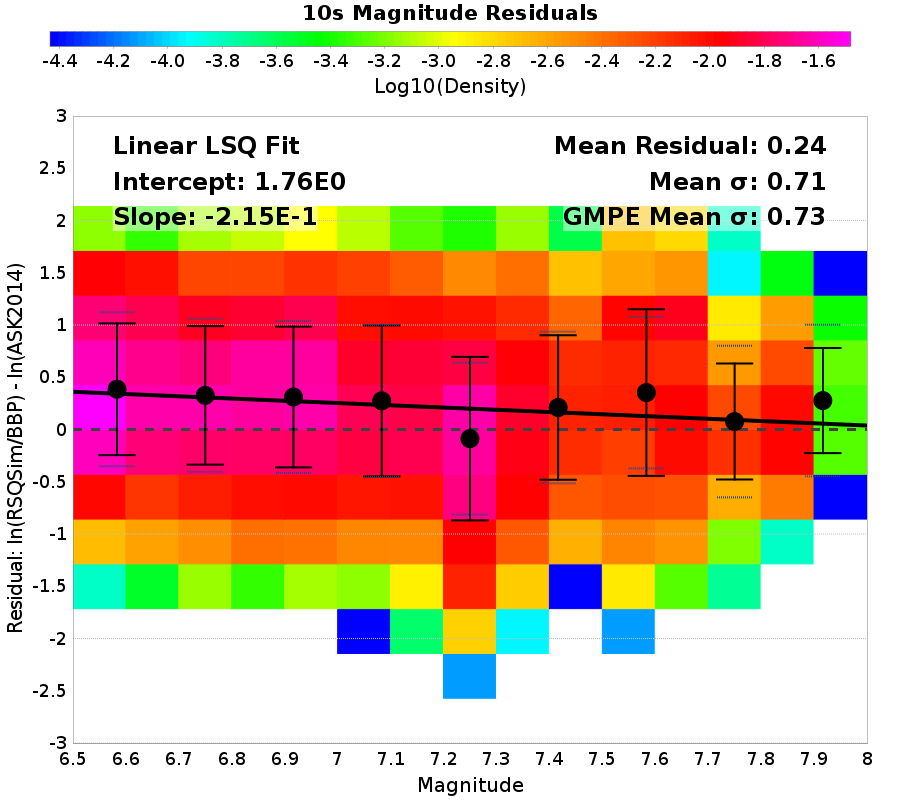 10s Magnitude Residuals
-4.4 -4.2 -4.0 -3.8 -3.6 -3.4 -3.2 -3.0 -2.8 -2.6 -2.4 -2.2 -2.0 -1.8 -1.6
Log10(Density)
Linear LSQ Fit
Intercept: 1.76E0
Slope: -2.15E-1
Mean Residual: 0.24
Mean σ: 0.71
GMPE Mean σ: 0.73
Residual: ln(RSQSim/BBP) - ln(ASK2014)
3
2.5
2
1.5
1
0.5
0
-0.5
-1
-1.5
-2
-2.5
-3
6.5 6.6 6.7 6.8 6.9 7 7.1 7.2 7.3 7.4 7.5 7.6 7.7 7.8 7.9 8
Magnitude